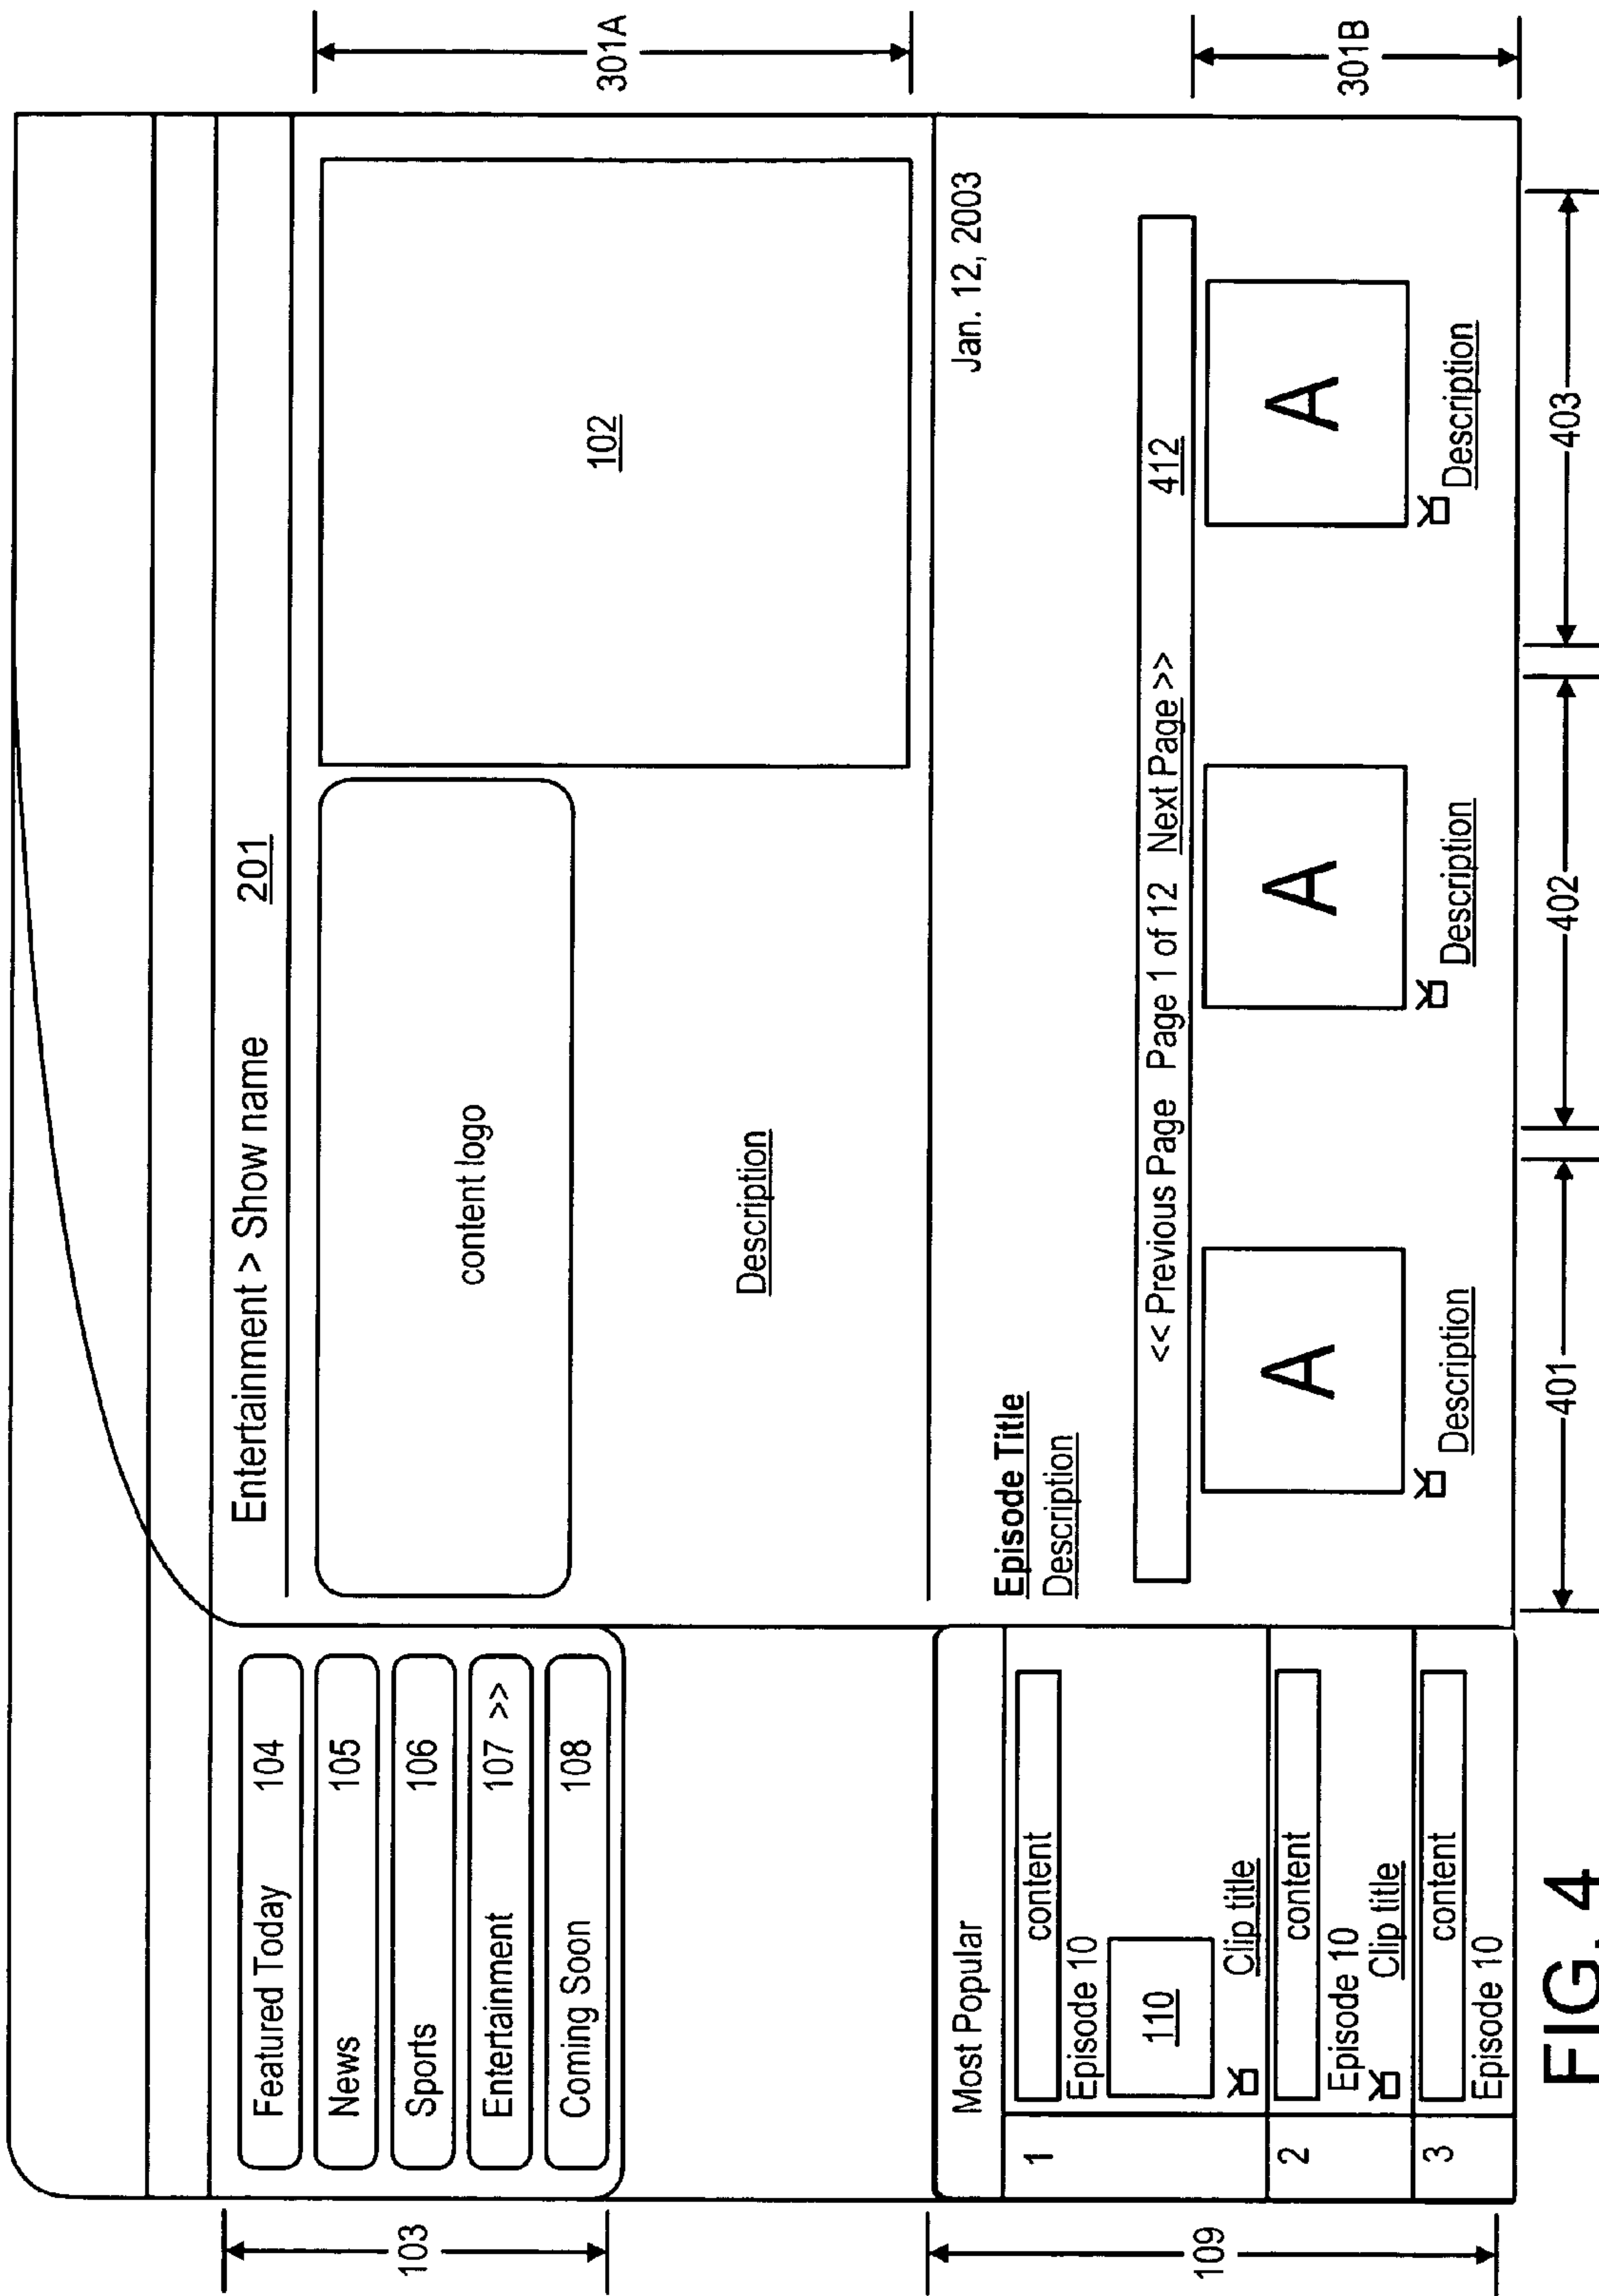 Entertainment > Show name 201
103
Featured Today 104
News 105
Sports 106
Entertainment 107 >>
Coming Soon 108
content logo
Description
102
301A
109
Most Popular
1
content
Episode 10
110
Clip title
2
content
Episode 10
Clip title
3
content
Episode 10
Jan. 12, 2003
Episode Title
Description
<< Previous Page Page 1 of 12 Next Page >> 412
A
A
A
Description
Description
Description
301B
401
402
403
FIG. 4